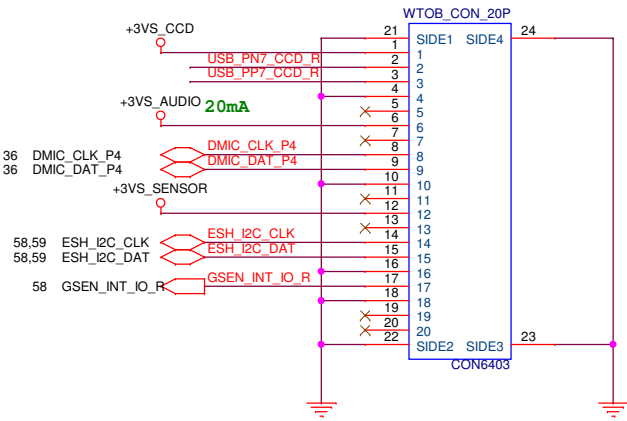 WTOB_CON_20P
+3VS_CCD
21 SIDE1 SIDE4 24
1 1
USB_PN7_CCD_R 2 2
USB_PP7_CCD_R 3 3
4 4
+3VS_AUDIO 20mA 5 5
6 6
7 7
36 DMIC_CLK_P4 DMIC_CLK_P4 8 8
36 DMIC_DAT_P4 DMIC_DAT_P4 9 9
10 10
+3VS_SENSOR 11 11
12 12
13 13
58,59 ESH_I2C_CLK ESH_I2C_CLK 14 14
58,59 ESH_I2C_DAT ESH_I2C_DAT 15 15
16 16
58 GSEN_INT_IO_R GSEN_INT_IO_R 17 17
18 18
19 19
20 20
22 SIDE2 SIDE3 23
CON6403